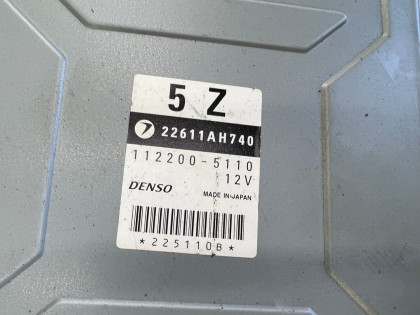 5 Z
22611AH740
112200-5110
12V
DENSO
MADE IN JAPAN
*225110B*